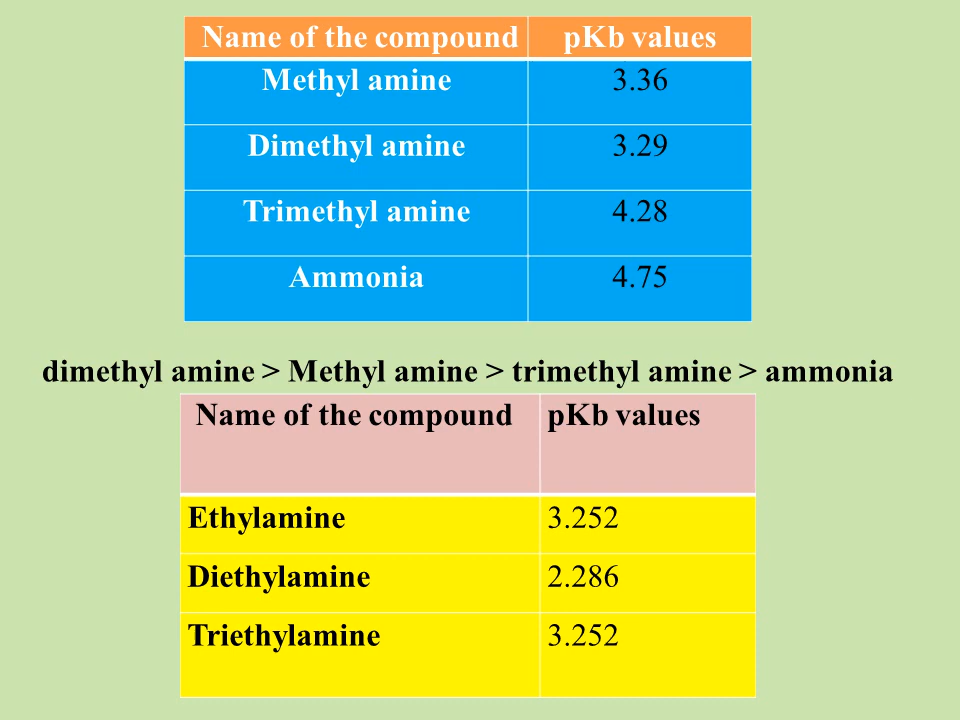 Name of the compound pKb values
Methyl amine 3.36
Dimethyl amine 3.29
Trimethyl amine 4.28
Ammonia 4.75
dimethyl amine > Methyl amine > trimethyl amine > ammonia
Name of the compound pKb values
Ethylamine 3.252
Diethylamine 2.286
Triethylamine 3.252